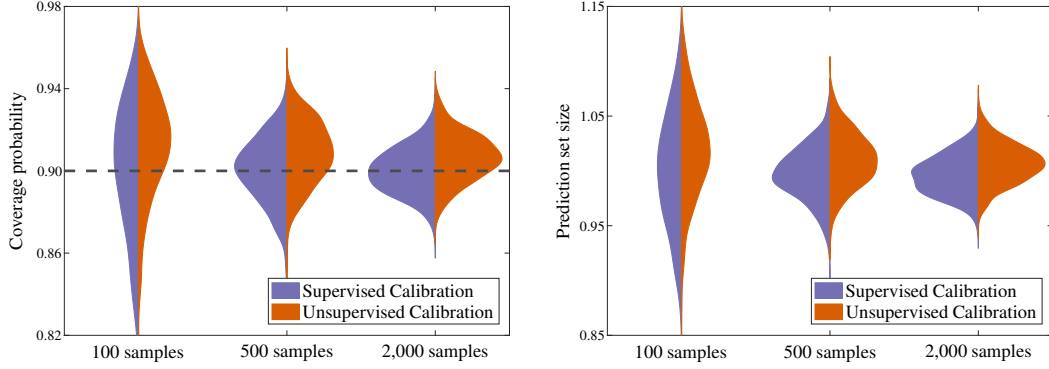 Coverage probability
0.98
0.94
0.90
0.86
0.82
100 samples
500 samples
2,000 samples
Supervised Calibration
Unsupervised Calibration
Prediction set size
1.15
1.05
0.95
0.85
100 samples
500 samples
2,000 samples
Supervised Calibration
Unsupervised Calibration